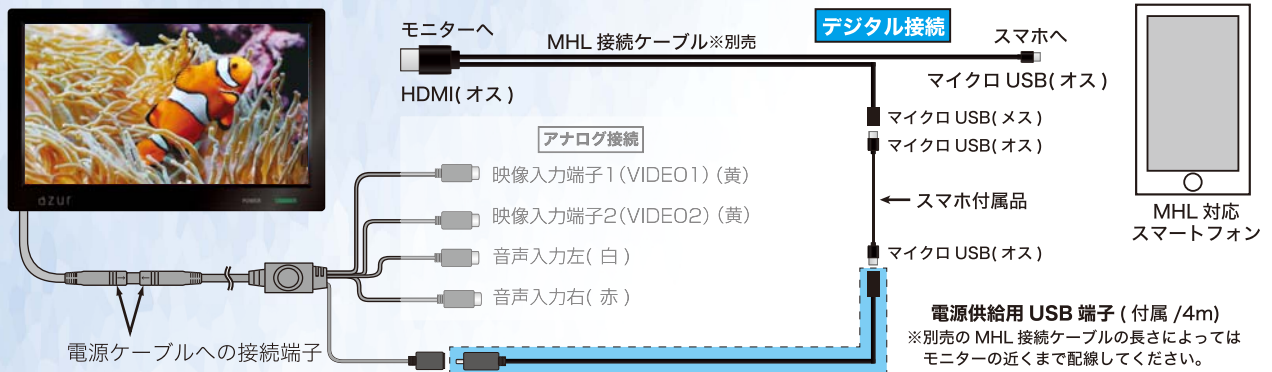 デジタル接続
モニターへ
MHL 接続ケーブル※別売
スマホへ
HDMI(オス)
マイクロ USB(オス)
マイクロ USB(メス)
マイクロ USB(オス)
アナログ接続
映像入力端子1(VIDEO1)(黄)
映像入力端子2(VIDEO2)(黄)
音声入力左(白)
音声入力右(赤)
スマホ付属品
マイクロ USB(オス)
azur
POWER
MHL 対応
スマートフォン
電源ケーブルへの接続端子
電源供給用 USB 端子(付属/4m)
※別売の MHL 接続ケーブルの長さによっては
モニターの近くまで配線してください。